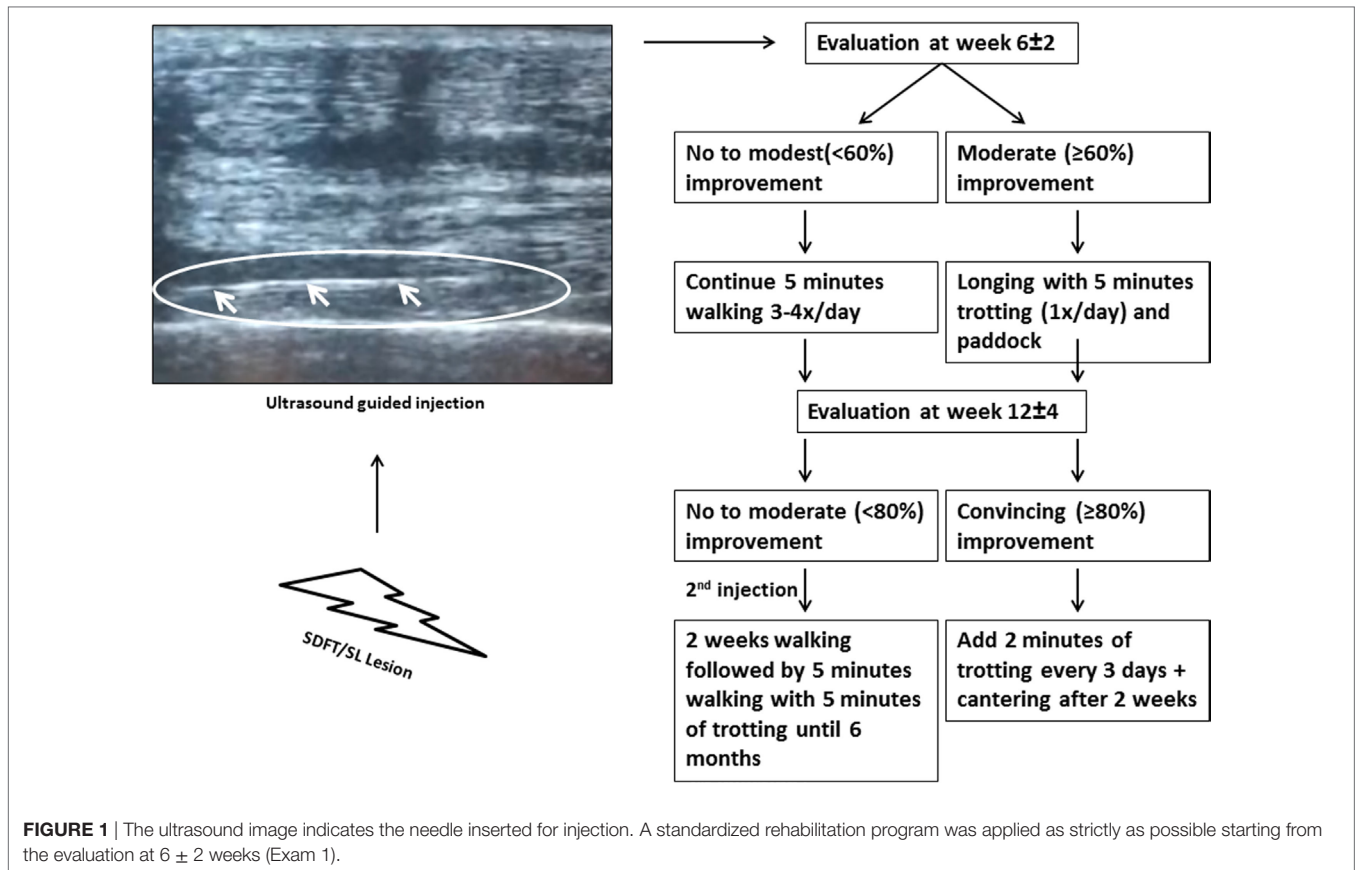 Ultrasound guided injection
SDFT/SL Lesion
Evaluation at week 6±2
No to modest(<60%)
improvement
Moderate (≥60%)
improvement
Continue 5 minutes
walking 3-4x/day
Longing with 5 minutes
trotting (1x/day) and
paddock
Evaluation at week 12±4
No to moderate (<80%)
improvement
Convincing (≥80%)
improvement
2nd injection
2 weeks walking
followed by 5 minutes
walking with 5 minutes
of trotting until 6
months
Add 2 minutes of
trotting every 3 days +
cantering after 2 weeks
FIGURE 1 | The ultrasound image indicates the needle inserted for injection. A standardized rehabilitation program was applied as strictly as possible starting from
the evaluation at 6 ± 2 weeks (Exam 1).